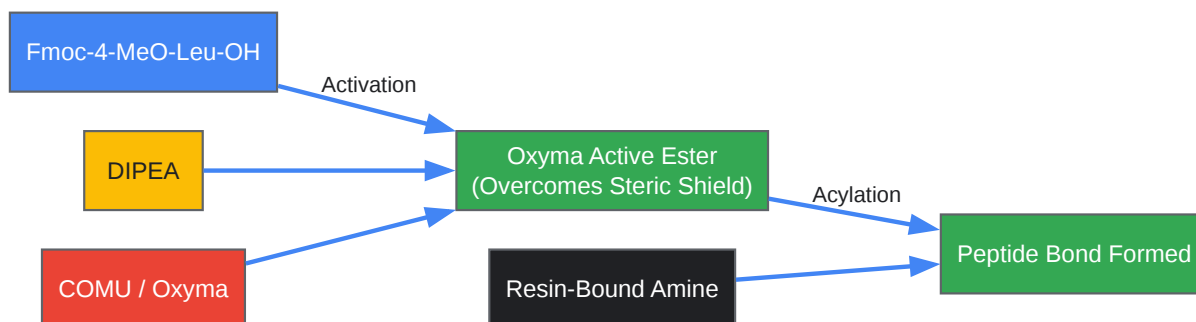 Fmoc-4-MeO-Leu-OH
Activation
DIPEA
Oxyma Active Ester
(Overcomes Steric Shield)
Acylation
COMU / Oxyma
Resin-Bound Amine
Peptide Bond Formed